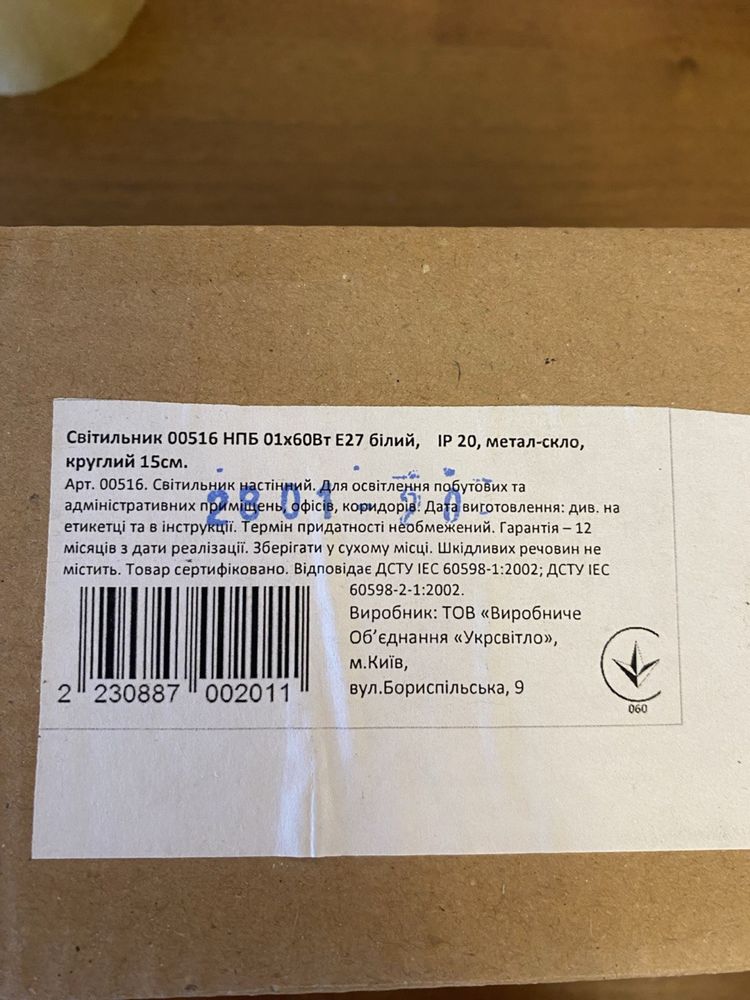 Світильник 00516 НПБ 01х60Вт Е27 білий, ІР 20, метал-скло,
круглий 15см.
Арт. 00516. Світильник настінний. Для освітлення побутових та
адміністративних приміщень, офісів, коридорів. Дата виготовлення: див. на
етикетці та в інструкції. Термін придатності необмежений. Гарантія – 12
місяців з дати реалізації. Зберігати у сухому місці. Шкідливих речовин не
містить. Товар сертифіковано. Відповідає ДСТУ ІЕС 60598-1:2002; ДСТУ ІЕС
60598-2-1:2002.
Виробник: ТОВ «Виробниче
Об’єднання «Укрсвітло»,
м.Київ,
вул.Бориспільська, 9
2 230887 002011
060